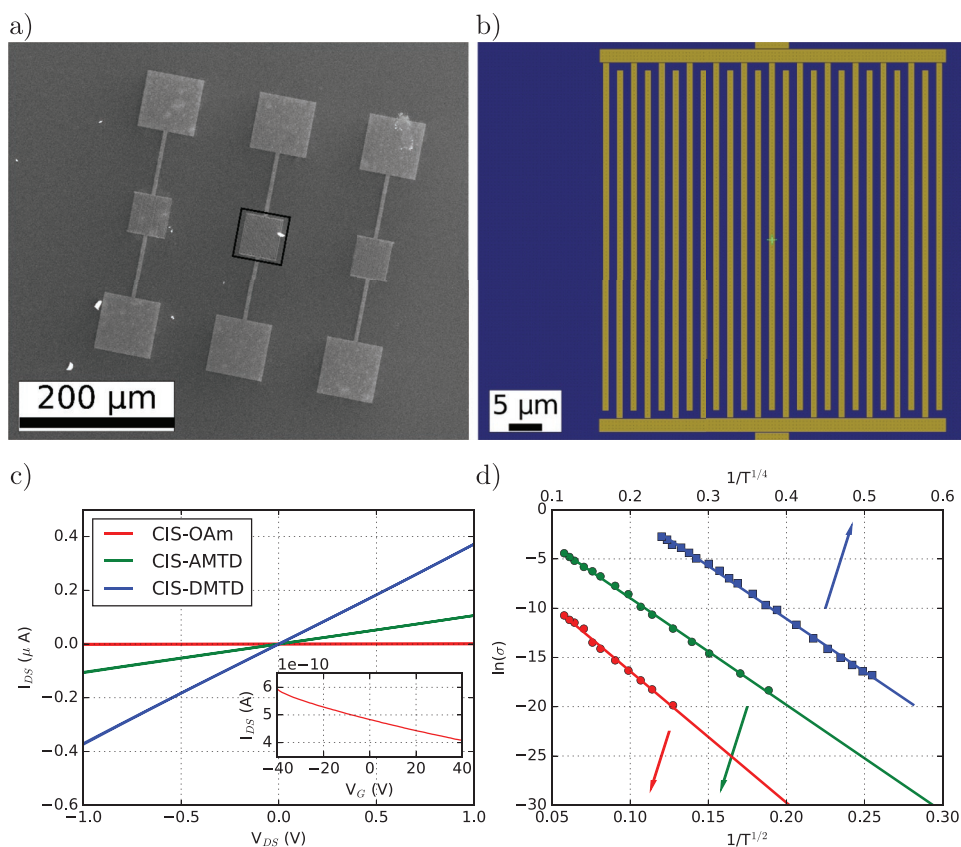 a)
200 μm
b)
5 μm
c)
CIS-OAm
CIS-AMTD
CIS-DMTD
0.4
0.2
0.0
−0.2
−0.4
−0.6
I_DS (μ A)
−1.0 −0.5 0.0 0.5 1.0
V_DS (V)
1e−10
6
5
4
I_DS (A)
−40 −20 0 20 40
V_G (V)
d)
1/T^1/4
0.1 0.2 0.3 0.4 0.5 0.6
0
−5
−10
−15
−20
−25
−30
ln(σ)
0.05 0.10 0.15 0.20 0.25 0.30
1/T^1/2